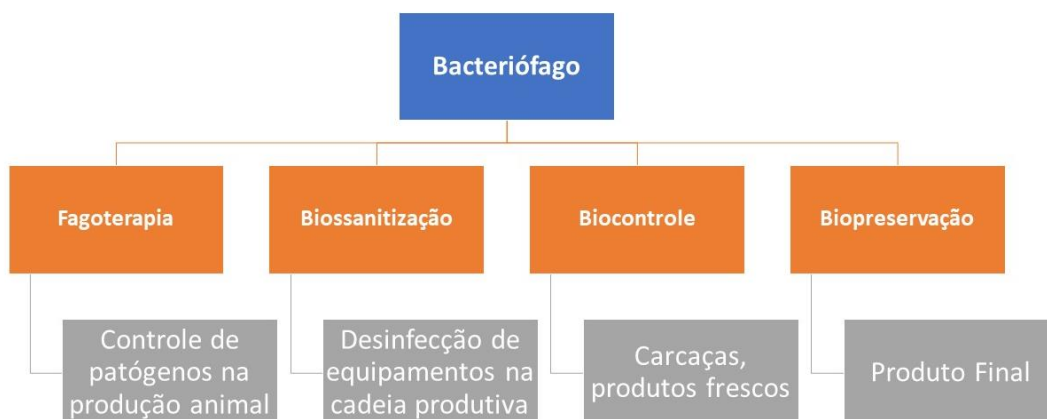 Bacteriófago
Fagoterapia
Biossanitização
Biocontrole
Biopreservação
Controle de
patógenos na
produção animal
Desinfecção de
equipamentos na
cadeia produtiva
Carcaças,
produtos frescos
Produto Final